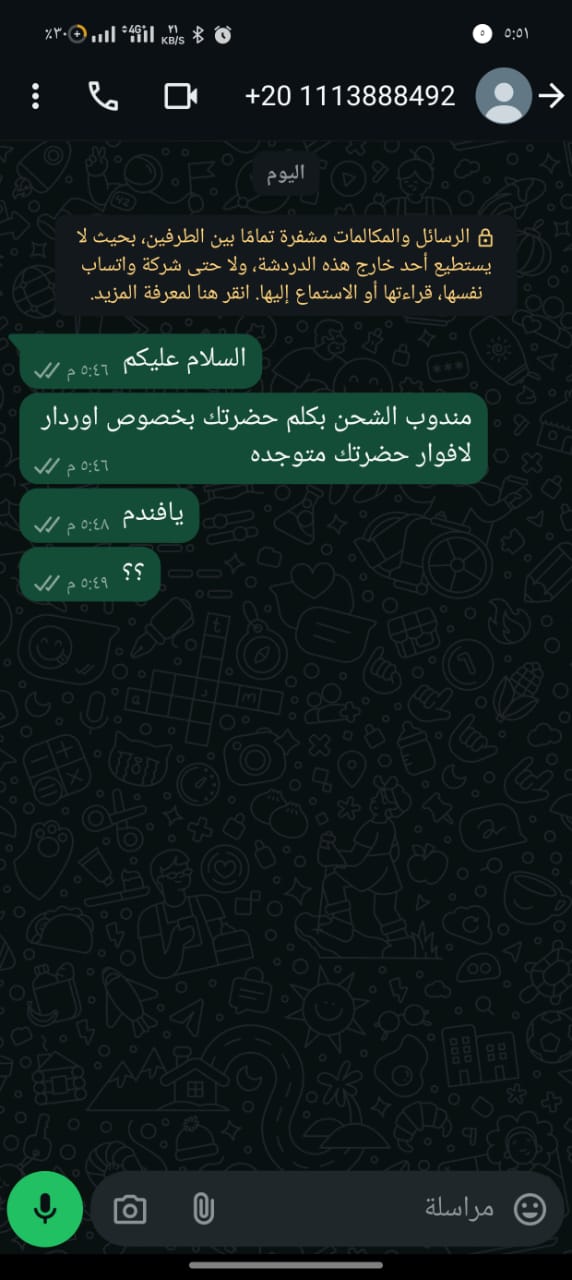 ٪٣٠
4G
٢١
KB/S
٥
٥:٥١
+20 1113888492
اليوم
الرسائل والمكالمات مشفرة تمامًا بين الطرفين، بحيث لا
يستطيع أحد خارج هذه الدردشة، ولا حتى شركة واتساب
نفسها، قراءتها أو الاستماع إليها. انقر هنا لمعرفة المزيد.
السلام عليكم
٥:٤٦ م
مندوب الشحن بكلم حضرتك بخصوص اوردار
لافوار حضرتك متوجده
٥:٤٦ م
يافندم
٥:٤٨ م
؟؟
٥:٤٩ م
مراسلة